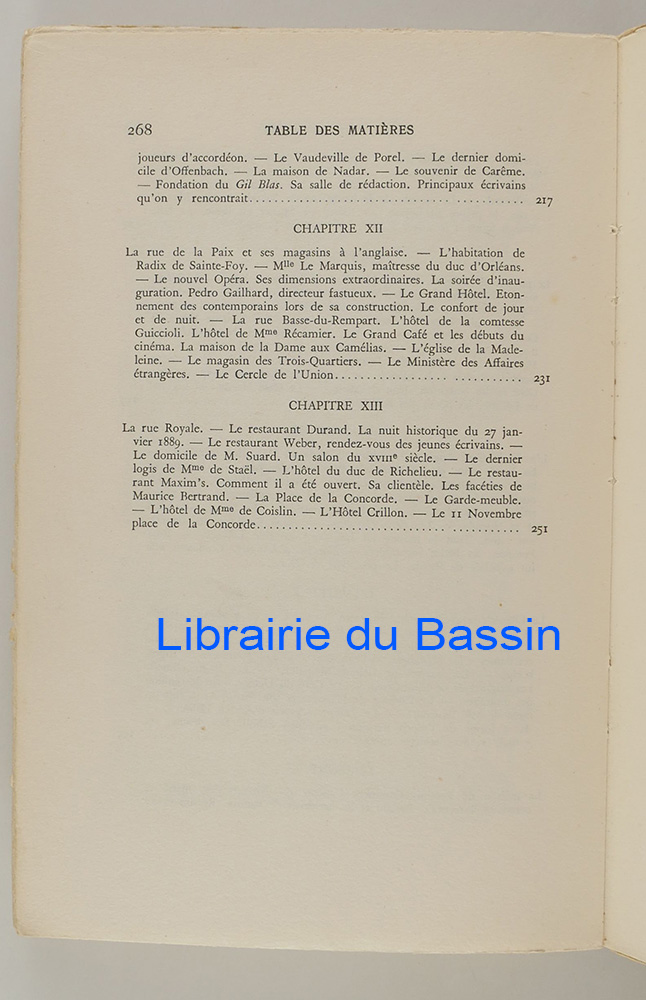 268 TABLE DES MATIÈRES
joueurs d'accordéon. — Le Vaudeville de Porel. — Le dernier domi-
cile d'Offenbach. — La maison de Nadar. — Le souvenir de Carême.
— Fondation du Gil Blas. Sa salle de rédaction. Principaux écrivains
qu'on y rencontrait........................................... 217
CHAPITRE XII
La rue de la Paix et ses magasins à l'anglaise. — L'habitation de
Radix de Sainte-Foy. — Mlle Le Marquis, maîtresse du duc d'Orléans.
— Le nouvel Opéra. Ses dimensions extraordinaires. La soirée d'inau-
guration. Pedro Gailhard, directeur fastueux. — Le Grand Hôtel. Eton-
nement des contemporains lors de sa construction. Le confort de jour
et de nuit. — La rue Basse-du-Rempart. L'hôtel de la comtesse
Guiccioli. L'hôtel de Mme Récamier. Le Grand Café et les débuts du
cinéma. La maison de la Dame aux Camélias. — L'église de la Made-
leine. — Le magasin des Trois-Quartiers. — Le Ministère des Affaires
étrangères. — Le Cercle de l'Union............................. 231
CHAPITRE XIII
La rue Royale. — Le restaurant Durand. La nuit historique du 27 jan-
vier 1889. — Le restaurant Weber, rendez-vous des jeunes écrivains. —
Le domicile de M. Suard. Un salon du XVIIIe siècle. — Le dernier
logis de Mme de Staël. — L'hôtel du duc de Richelieu. — Le restau-
rant Maxim's. Comment il a été ouvert. Sa clientèle. Les facéties de
Maurice Bertrand. — La Place de la Concorde. — Le Garde-meuble.
— L'hôtel de Mme de Coislin. — L'Hôtel Crillon. — Le 11 Novembre
place de la Concorde......................................... 251
Librairie du Bassin